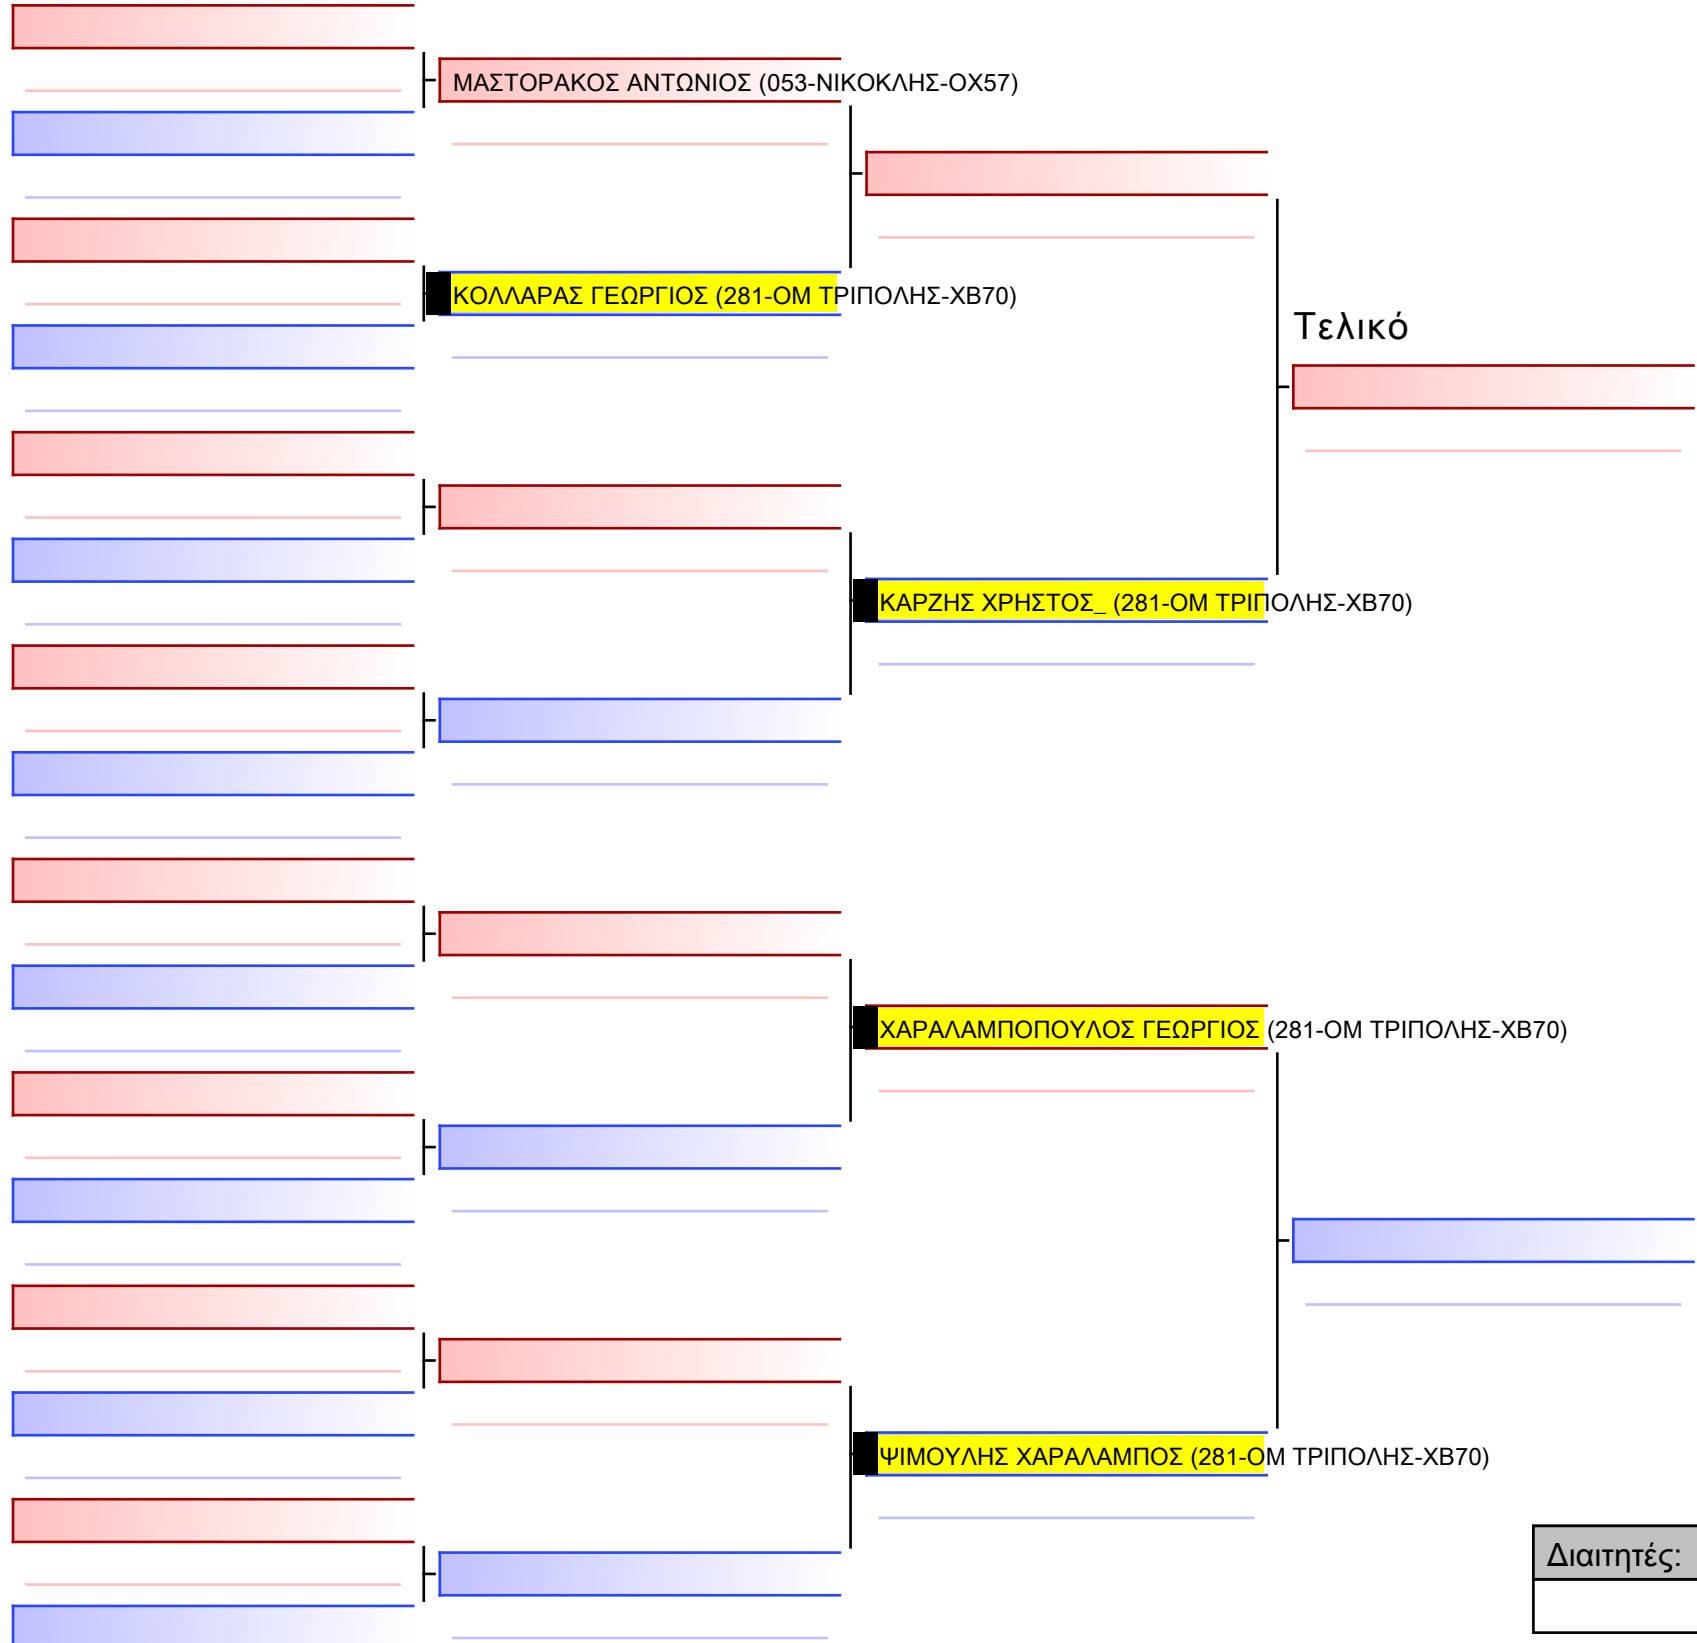 ΜΑΣΤΟΡΑΚΟΣ ΑΝΤΩΝΙΟΣ (053-ΝΙΚΟΚΛΗΣ-ΟΧ57)
ΚΟΛΛΑΡΑΣ ΓΕΩΡΓΙΟΣ (281-ΟΜ ΤΡΙΠΟΛΗΣ-ΧΒ70)
Τελικό
ΚΑΡΖΗΣ ΧΡΗΣΤΟΣ_ (281-ΟΜ ΤΡΙΠΟΛΗΣ-ΧΒ70)
ΧΑΡΑΛΑΜΠΟΠΟΥΛΟΣ ΓΕΩΡΓΙΟΣ (281-ΟΜ ΤΡΙΠΟΛΗΣ-ΧΒ70)
ΨΙΜΟΥΛΗΣ ΧΑΡΑΛΑΜΠΟΣ (281-ΟΜ ΤΡΙΠΟΛΗΣ-ΧΒ70)
Διαιτητές: